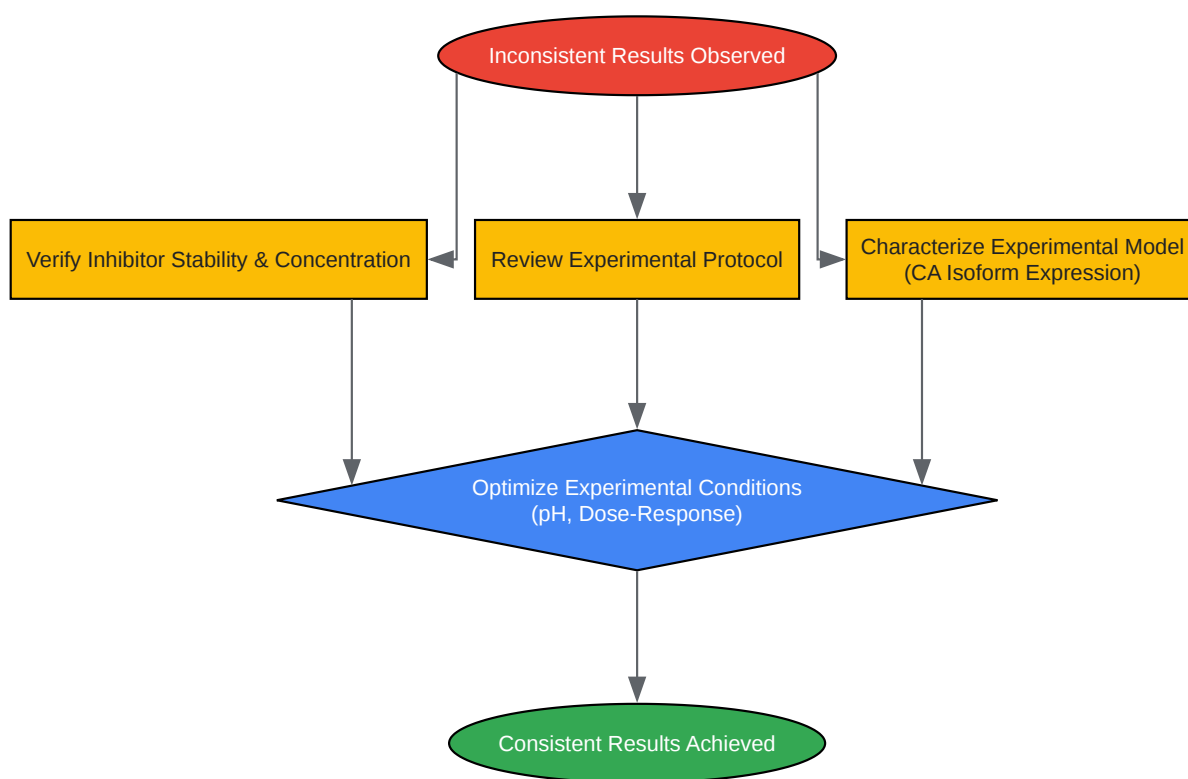 Inconsistent Results Observed
Verify Inhibitor Stability & Concentration
Review Experimental Protocol
Characterize Experimental Model
(CA Isoform Expression)
Optimize Experimental Conditions
(pH, Dose-Response)
Consistent Results Achieved